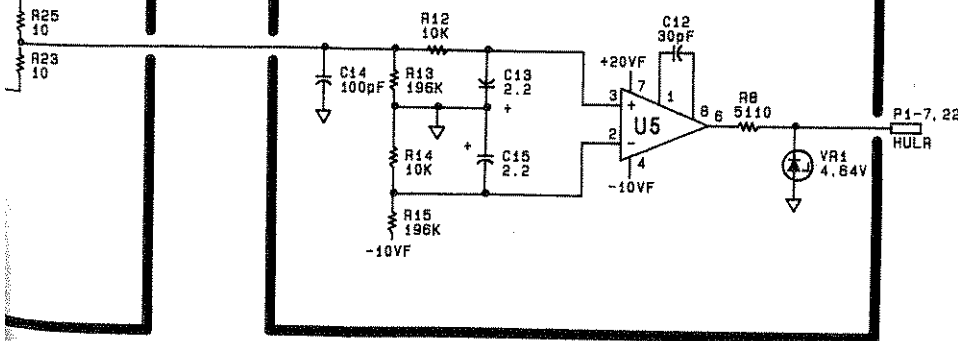 R25
10
R23
10
R12
10K
C14
100pF
R13
196K
C13
2.2
+
R14
10K
+
C15
2.2
R15
196K
-10VF
C12
30pF
+20VF
7
1
3
+
U5
8
6
2
-
4
-10VF
R8
5110
VR1
4.64V
P1-7,22
HULR